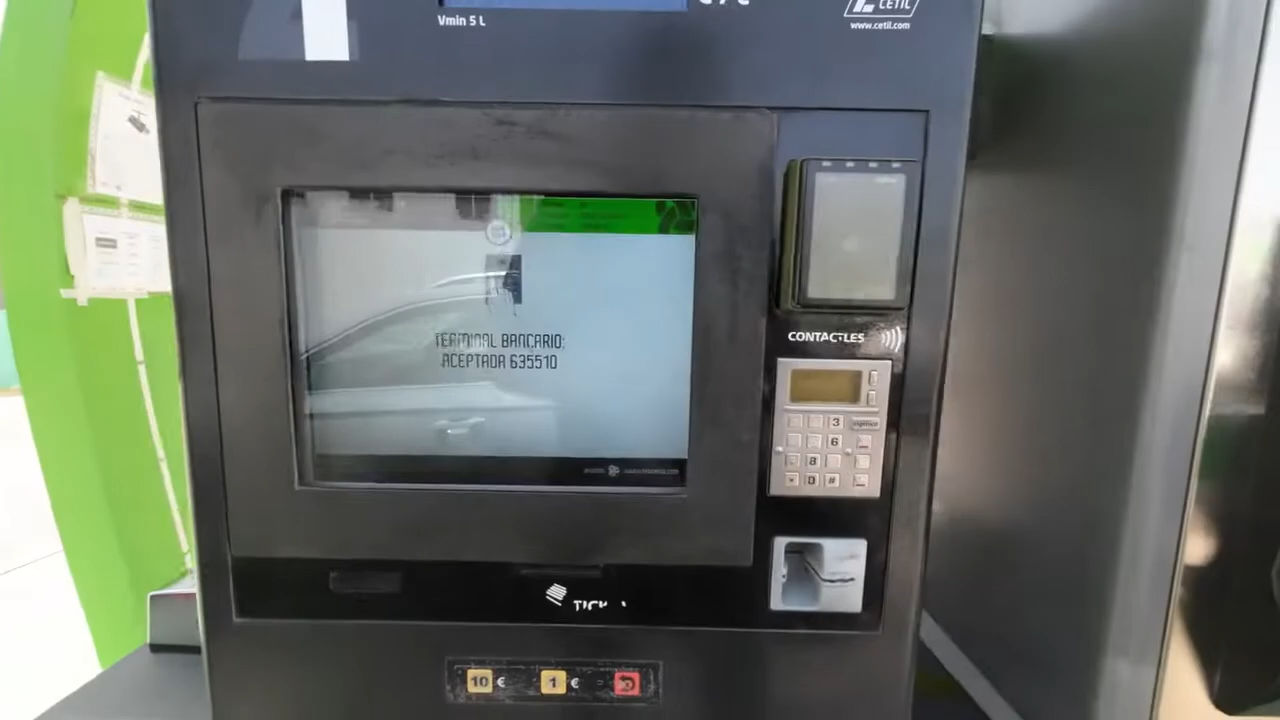 €/€
Vmin 5 L
CETIL
www.cetil.com
TERMINAL BANCARIO:
ACEPTADA 635510
CONTACTLES
3
6
8
* 0 #
10 € 1 €